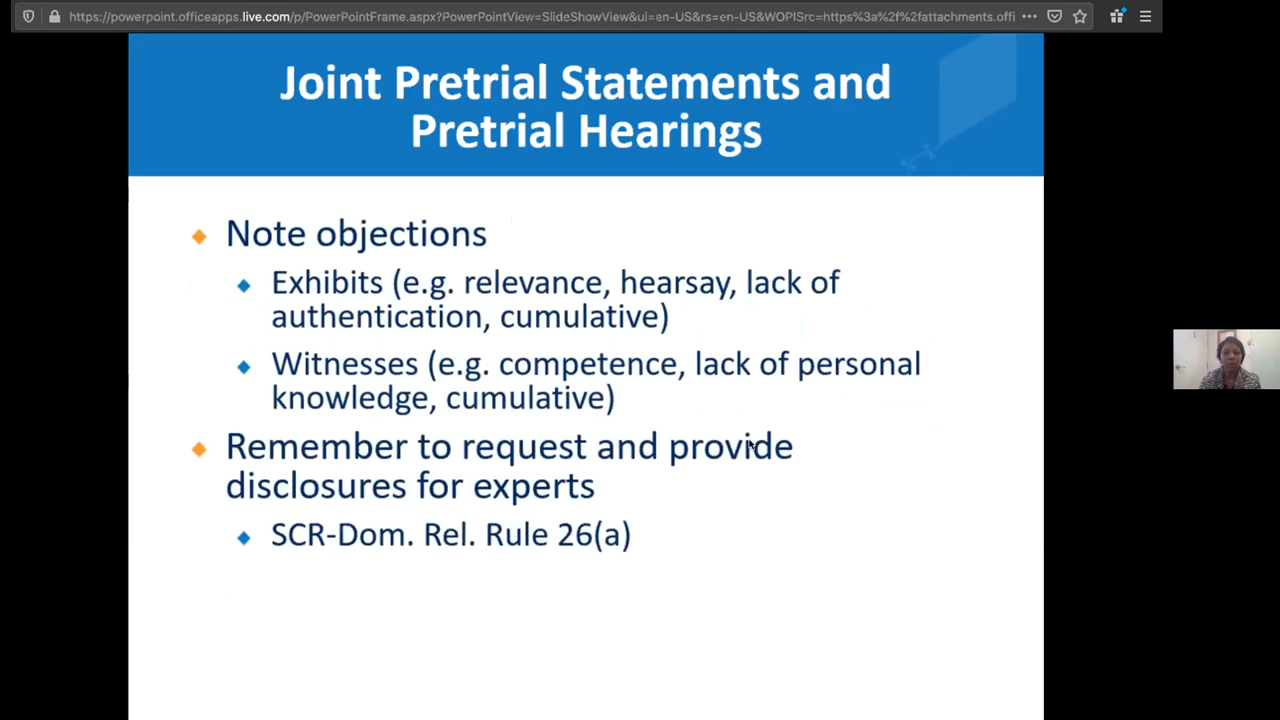 https://powerpoint.officeapps.live.com/p/PowerPointFrame.aspx?PowerPointView=SlideShowView&ui=en-US&rs=en-US&WOPISrc=https%3a%2f%2fattachments.offi
Joint Pretrial Statements and
Pretrial Hearings
Note objections
Exhibits (e.g. relevance, hearsay, lack of
authentication, cumulative)
Witnesses (e.g. competence, lack of personal
knowledge, cumulative)
Remember to request and provide
disclosures for experts
SCR-Dom. Rel. Rule 26(a)